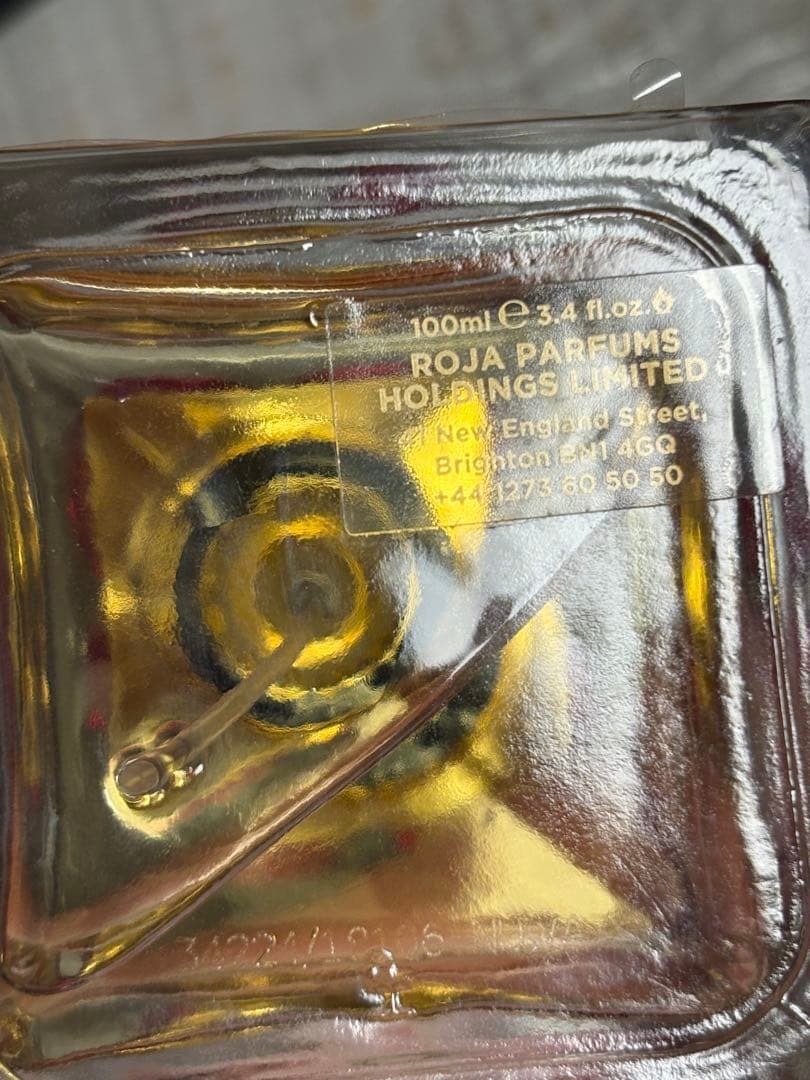 100ml ℮ 3.4 fl.oz.
ROJA PARFUMS
HOLDINGS LIMITED
1 New England Street,
Brighton BN1 4GQ
+44 1273 60 50 50